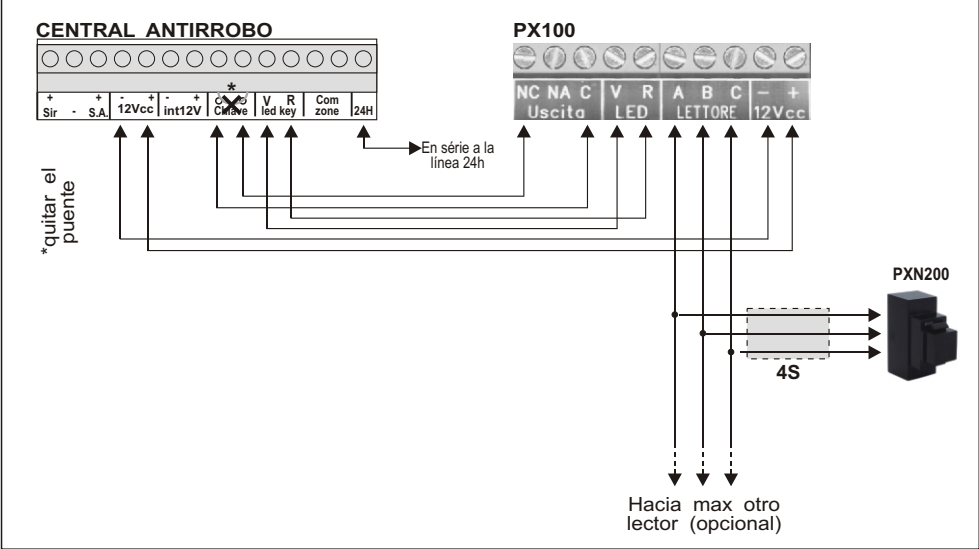 CENTRAL ANTIRROBO
+ + - + - + * V R Com
Sir - S.A. 12Vcc int12V Chiave led key zone 24H
En série a la
línea 24h
*quitar el
puente
PX100
NC NA C V R A B C - +
Uscita LED LETTORE 12Vcc
PXN200
4S
Hacia max otro
lector (opcional)